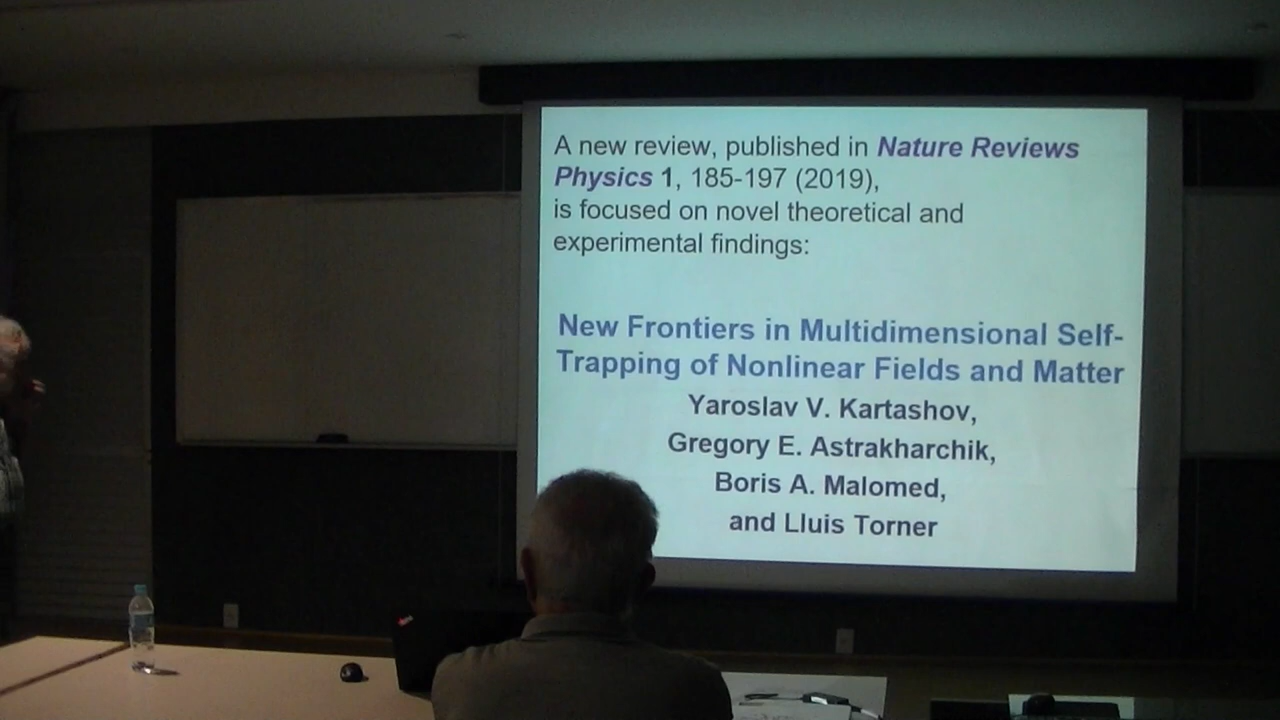 A new review, published in Nature Reviews
Physics 1, 185-197 (2019),
is focused on novel theoretical and
experimental findings:
New Frontiers in Multidimensional Self-
Trapping of Nonlinear Fields and Matter
Yaroslav V. Kartashov,
Gregory E. Astrakharchik,
Boris A. Malomed,
and Lluis Torner